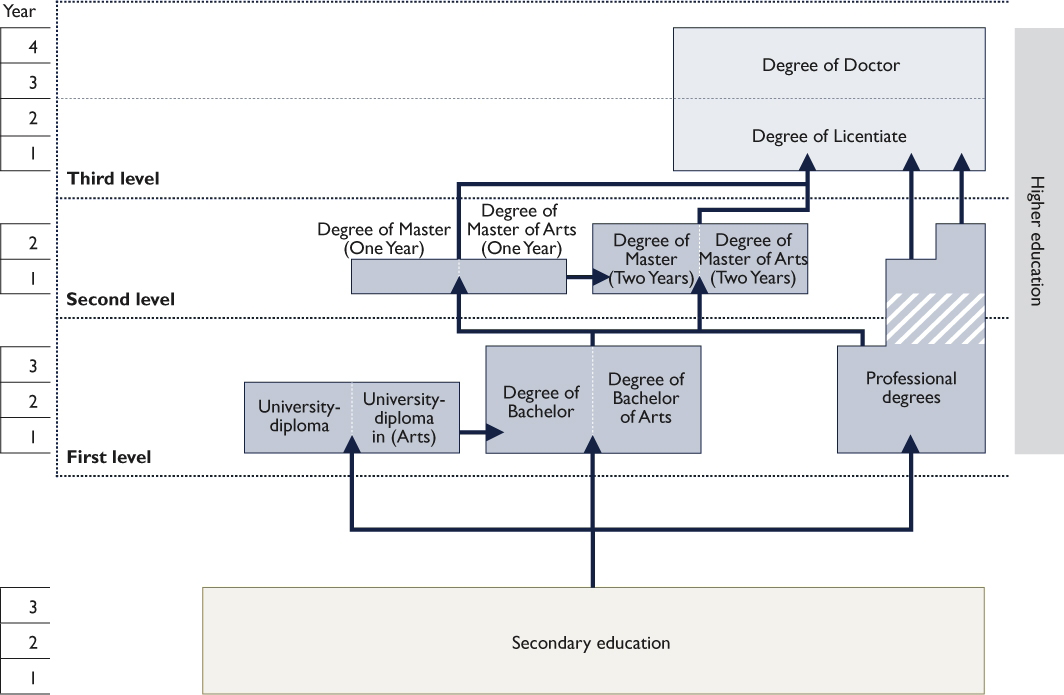 Year
4
3
2
1
Degree of Doctor
Degree of Licentiate
Third level
2
1
Degree of Master
(One Year)
Degree of
Master of Arts
(One Year)
Degree of
Master
(Two Years)
Degree of
Master of Arts
(Two Years)
Second level
3
2
1
University-
diploma
University-
diploma
in (Arts)
Degree of
Bachelor
Degree of
Bachelor
of Arts
Professional
degrees
First level
Higher education
3
2
1
Secondary education